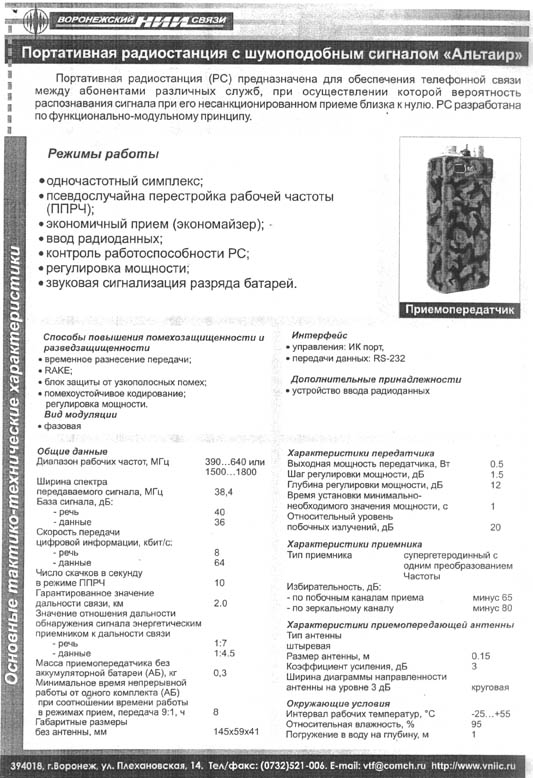 ВОРОНЕЖСКИЙ НИИ СВЯЗИ
Портативная радиостанция с шумоподобным сигналом «Альтаир»
Портативная радиостанция (РС) предназначена для обеспечения телефонной связи
между абонентами различных служб, при осуществлении которой вероятность
распознавания сигнала при его несанкционированном приеме близка к нулю. РС разработана
по функционально-модульному принципу.
Режимы работы
• одночастотный симплекс;
• псевдослучайна перестройка рабочей частоты
(ППРЧ);
• экономичный прием (экономайзер);
• ввод радиоданных;
• контроль работоспособности РС;
• регулировка мощности;
• звуковая сигнализация разряда батарей.
Приемопередатчик
Основные тактико-технические характеристики
Способы повышения помехозащищенности и
разведзащищенности
• временное разнесение передачи;
• RAKE;
• блок защиты от узкополосных помех;
• помехоустойчивое кодирование;
регулировка мощности.
Вид модуляции
• фазовая
Интерфейс
• управления: ИК порт,
• передачи данных: RS-232
Дополнительные принадлежности
• устройство ввода радиоданных
Общие данные
Диапазон рабочих частот, МГц 390...640 или
1500...1800
Ширина спектра
передаваемого сигнала, МГц 38,4
База сигнала, дБ:
- речь 40
- данные 36
Скорость передачи
цифровой информации, кбит/с:
- речь 8
- данные 64
Число скачков в секунду
в режиме ППРЧ 10
Гарантированное значение
дальности связи, км 2.0
Значение отношения дальности
обнаружения сигнала энергетическим
приемником к дальности связи
- речь 1:7
- данные 1:4.5
Масса приемопередатчика без
аккумуляторной батареи (АБ), кг 0,3
Минимальное время непрерывной
работы от одного комплекта (АБ)
при соотношении времени работы
в режимах прием, передача 9:1, ч 8
Габаритные размеры
без антенны, мм 145х59х41
Характеристики передатчика
Выходная мощность передатчика, Вт 0.5
Шаг регулировки мощности, дБ 1.5
Глубина регулировки мощности, дБ 12
Время установки минимально-
необходимого значения мощности, с 1
Относительный уровень
побочных излучений, дБ 20
Характеристики приемника
Тип приемника супергетеродинный с
одним преобразованием
Частоты
Избирательность, дБ:
- по побочным каналам приема минус 65
- по зеркальному каналу минус 80
Характеристики приемопередающей антенны
Тип антенны
штыревая
Размер антенны, м 0.15
Коэффициент усиления, дБ 3
Ширина диаграммы направленности
антенны на уровне 3 дБ круговая
Окружающие условия
Интервал рабочих температур, °С -25...+55
Относительная влажность, % 95
Погружение в воду на глубину, м 1
394018, г.Воронеж, ул. Плехановская, 14. Тел/факс: (0732)521-006. E-mail: vtf@comch.ru http://www.vniic.ru